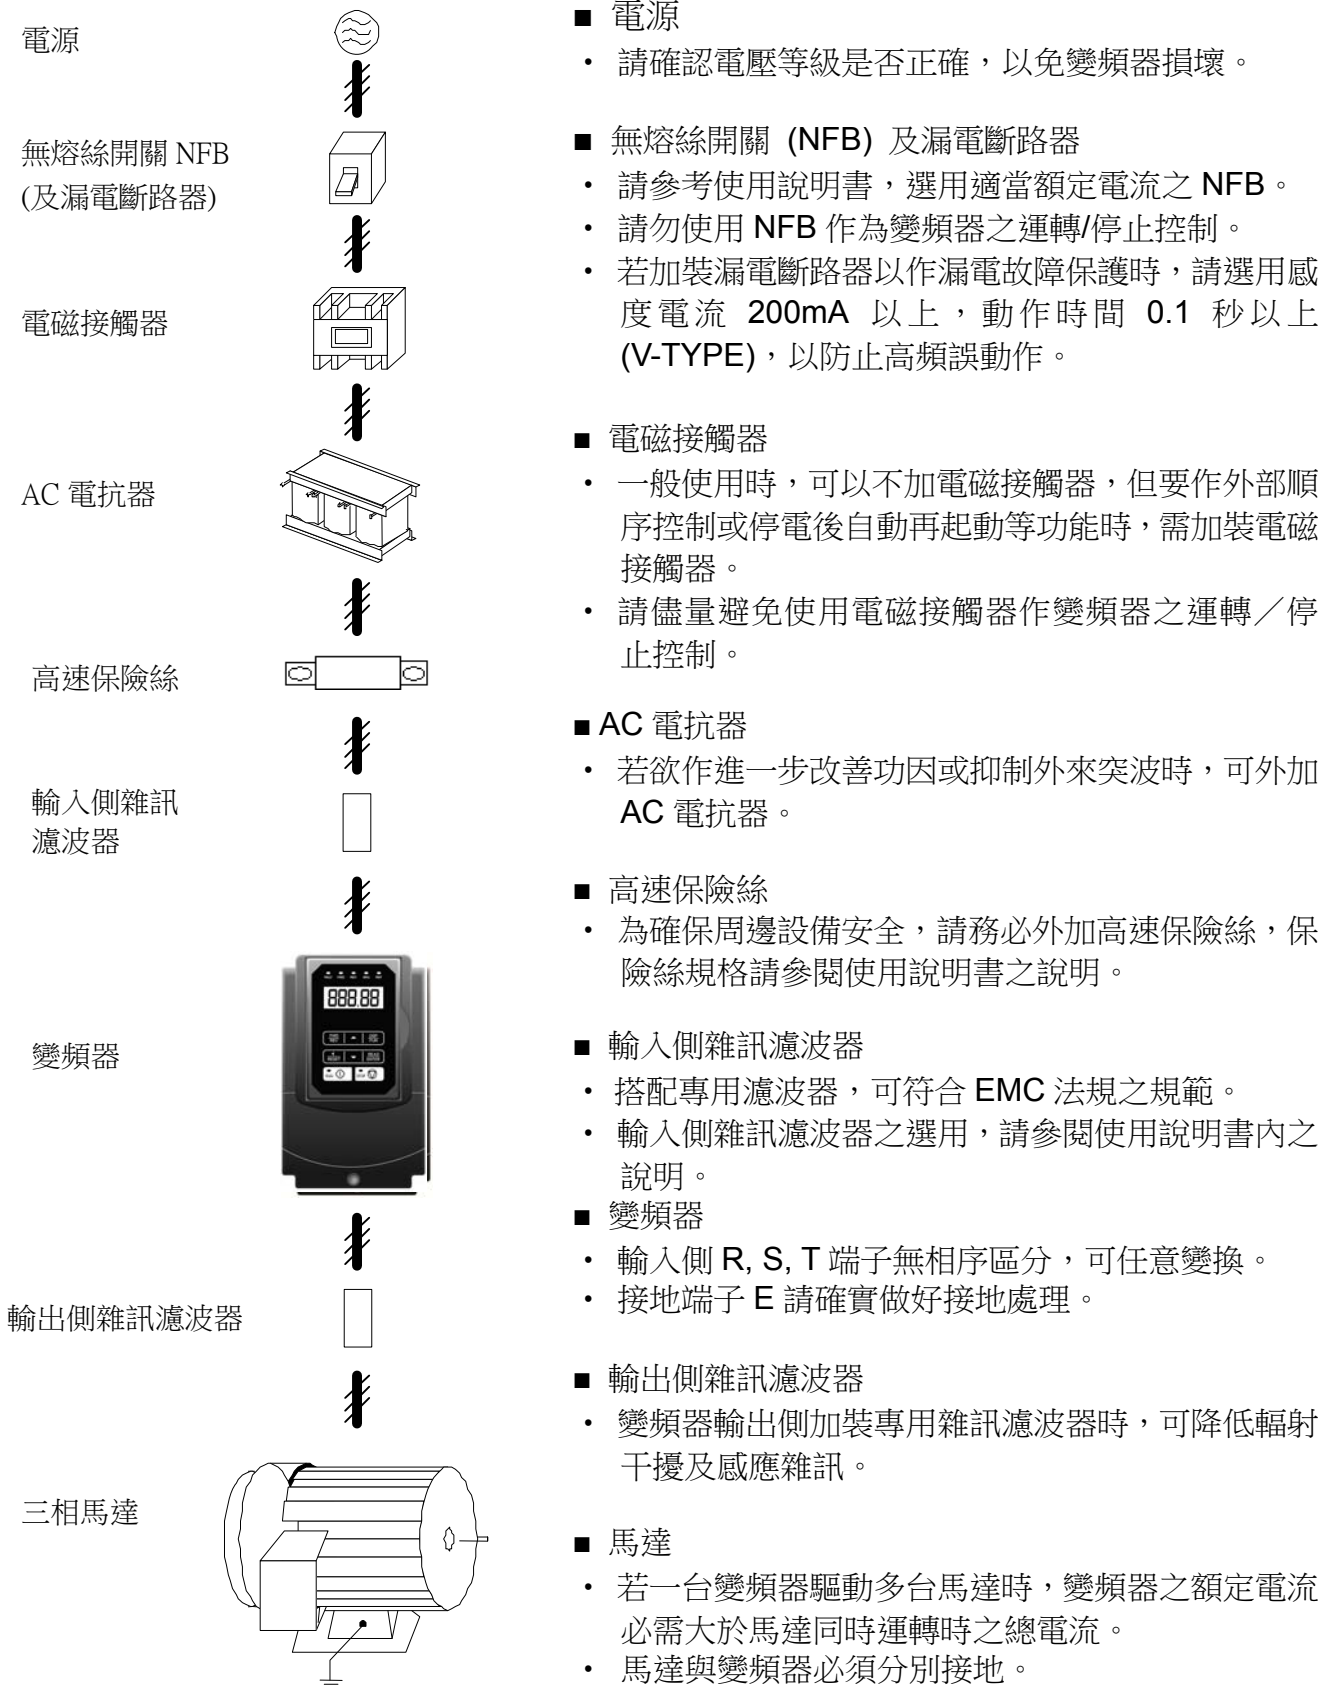 電源
無熔絲開關 NFB
(及漏電斷路器)
電磁接觸器
AC 電抗器
高速保險絲
輸入側雜訊
濾波器
888.88
變頻器
輸出側雜訊濾波器
三相馬達
■ 電源
• 請確認電壓等級是否正確，以免變頻器損壞。
■ 無熔絲開關 (NFB) 及漏電斷路器
• 請參考使用說明書，選用適當額定電流之 NFB。
• 請勿使用 NFB 作為變頻器之運轉/停止控制。
• 若加裝漏電斷路器以作漏電故障保護時，請選用感
度電流 200mA 以上，動作時間 0.1 秒以上
(V-TYPE)，以防止高頻誤動作。
■ 電磁接觸器
• 一般使用時，可以不加電磁接觸器，但要作外部順
序控制或停電後自動再起動等功能時，需加裝電磁
接觸器。
• 請儘量避免使用電磁接觸器作變頻器之運轉／停
止控制。
■ AC 電抗器
• 若欲作進一步改善功因或抑制外來突波時，可外加
AC 電抗器。
■ 高速保險絲
• 為確保周邊設備安全，請務必外加高速保險絲，保
險絲規格請參閱使用說明書之說明。
■ 輸入側雜訊濾波器
• 搭配專用濾波器，可符合 EMC 法規之規範。
• 輸入側雜訊濾波器之選用，請參閱使用說明書內之
說明。
■ 變頻器
• 輸入側 R, S, T 端子無相序區分，可任意變換。
• 接地端子 E 請確實做好接地處理。
■ 輸出側雜訊濾波器
• 變頻器輸出側加裝專用雜訊濾波器時，可降低輻射
干擾及感應雜訊。
■ 馬達
• 若一台變頻器驅動多台馬達時，變頻器之額定電流
必需大於馬達同時運轉時之總電流。
• 馬達與變頻器必須分別接地。